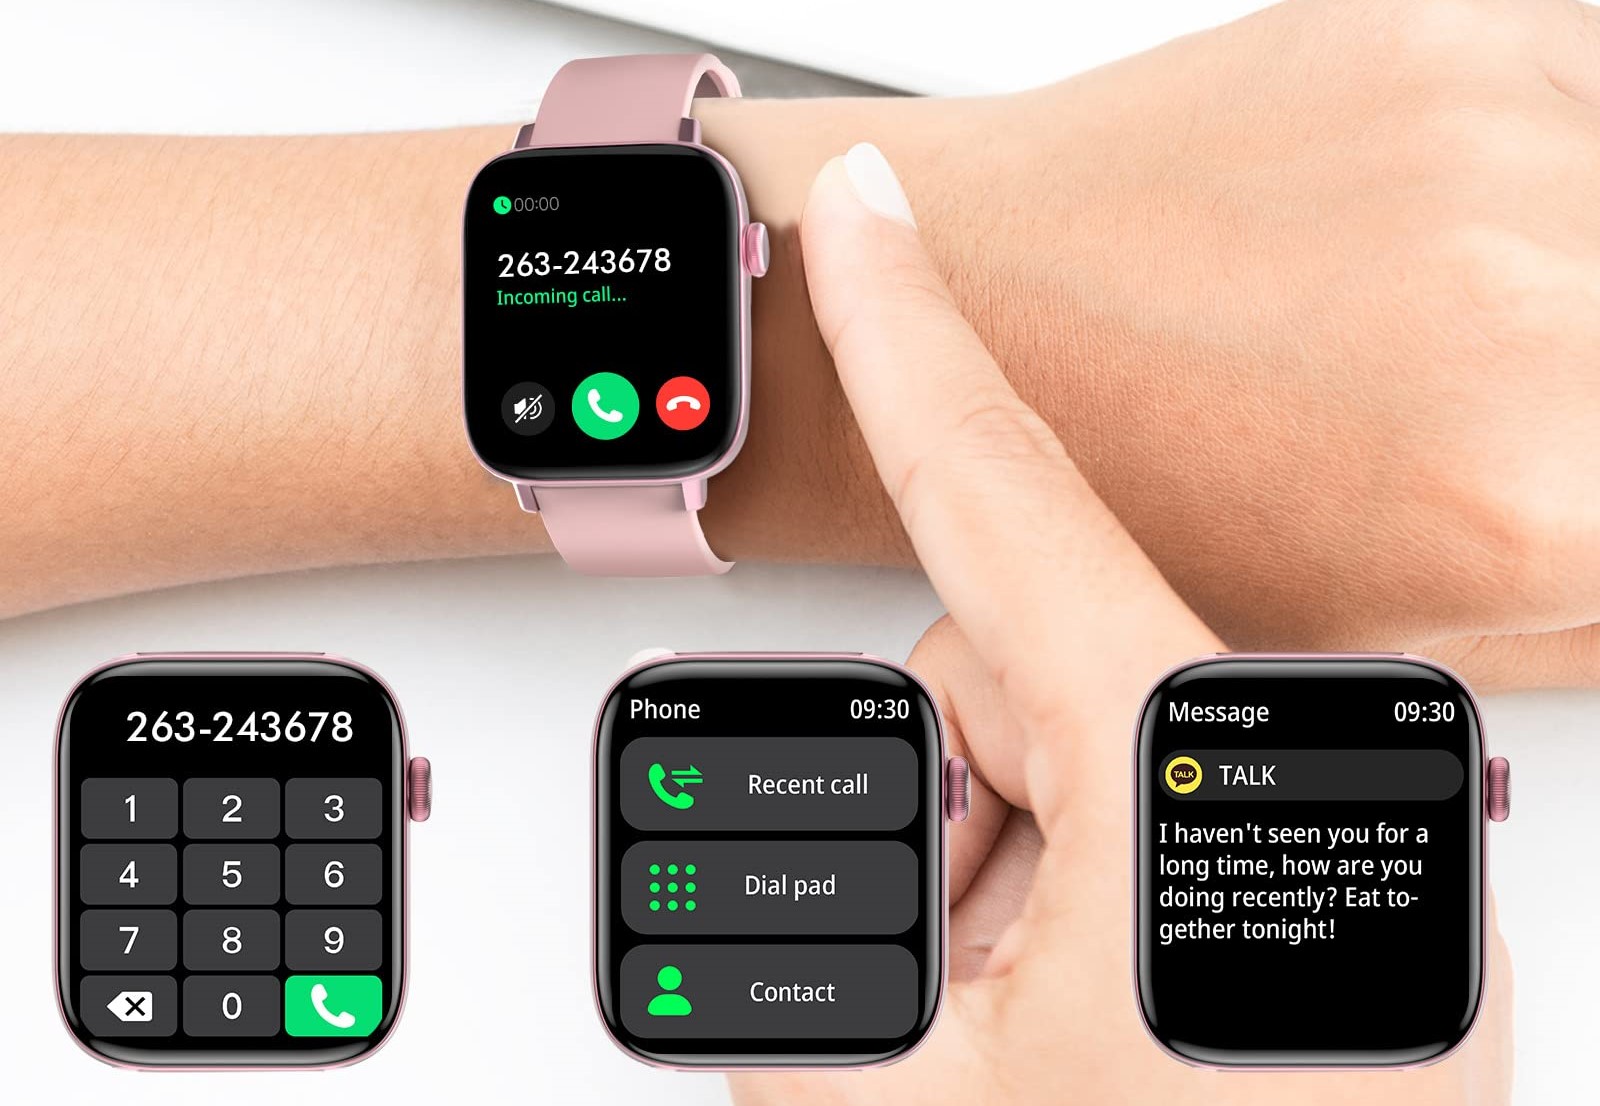 00:00
263-243678
Incoming call...
263-243678
1 2 3
4 5 6
7 8 9
0
Phone 09:30
Recent call
Dial pad
Contact
Message 09:30
TALK TALK
I haven't seen you for a
long time, how are you
doing recently? Eat to-
gether tonight!